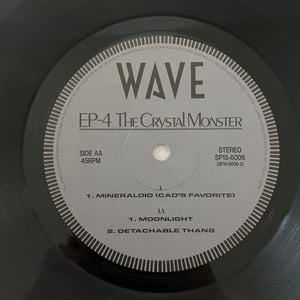 WAVE
EP-4 THE CRYSTAL MONSTER
SIDE AA
45RPM
STEREO
SP15-6006
(SP15-6006-2)
A
1. MINERALOID (CAD'S FAVORITE)
AA
1. MOONLIGHT
2. DETACHABLE THANG